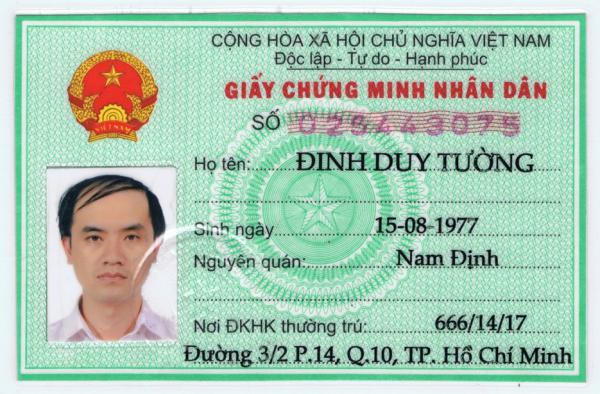 CỘNG HÒA XÃ HỘI CHỦ NGHĨA VIỆT NAM
Độc lập - Tự do - Hạnh phúc
GIẤY CHỨNG MINH NHÂN DÂN
SỐ 025443075
Họ tên: ĐINH DUY TƯỜNG
Sinh ngày 15-08-1977
Nguyên quán: Nam Định
Nơi ĐKHK thường trú: 666/14/17
Đường 3/2 P.14, Q.10, TP. Hồ Chí Minh
VIỆT NAM